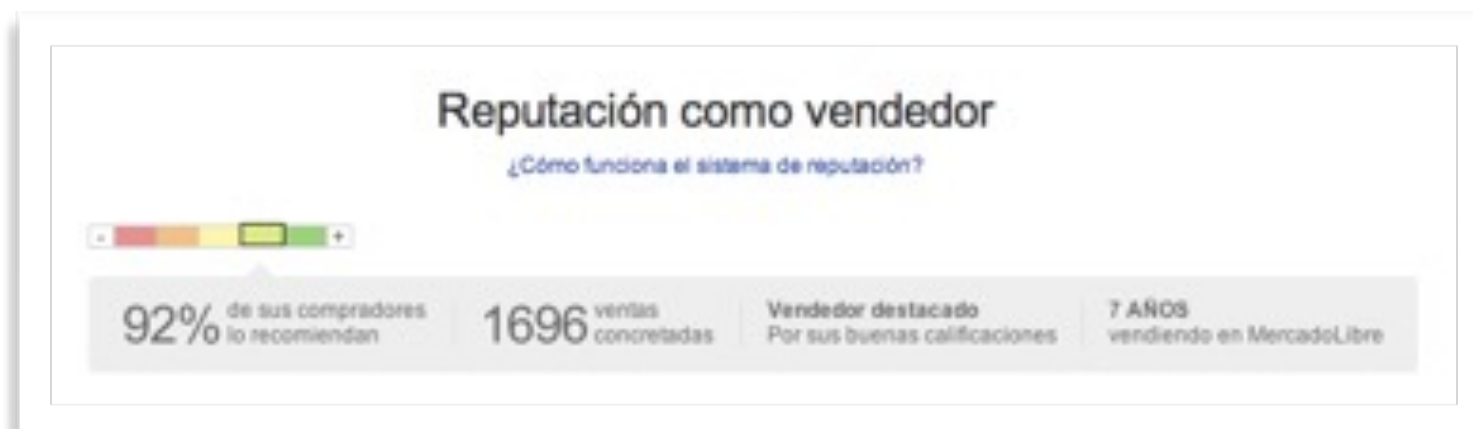 Reputación como vendedor
¿Cómo funciona el sistema de reputación?
- +
92% de sus compradores lo recomiendan
1696 ventas concretadas
Vendedor destacado
Por sus buenas calificaciones
7 AÑOS
vendiendo en MercadoLibre